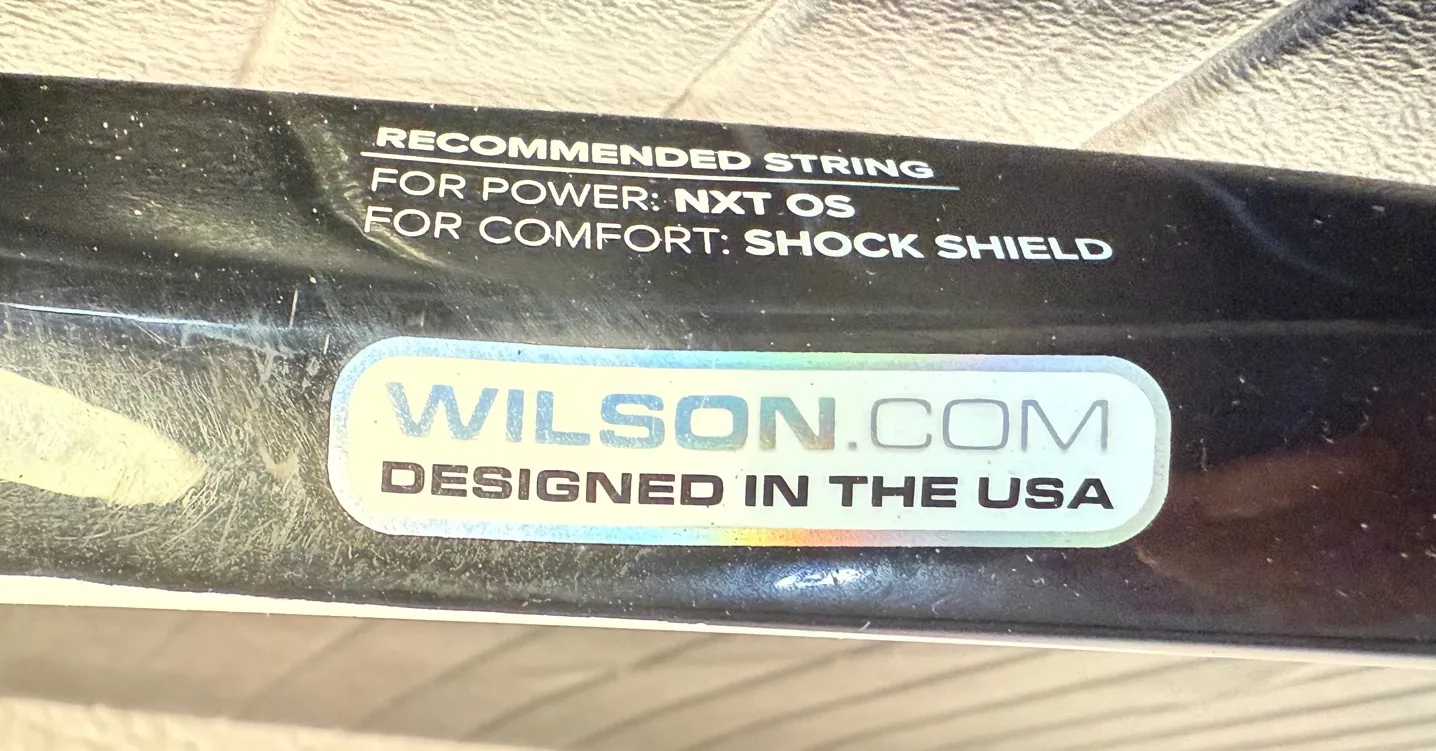 RECOMMENDED STRING
FOR POWER: NXT OS
FOR COMFORT: SHOCK SHIELD
WILSON.COM
DESIGNED IN THE USA